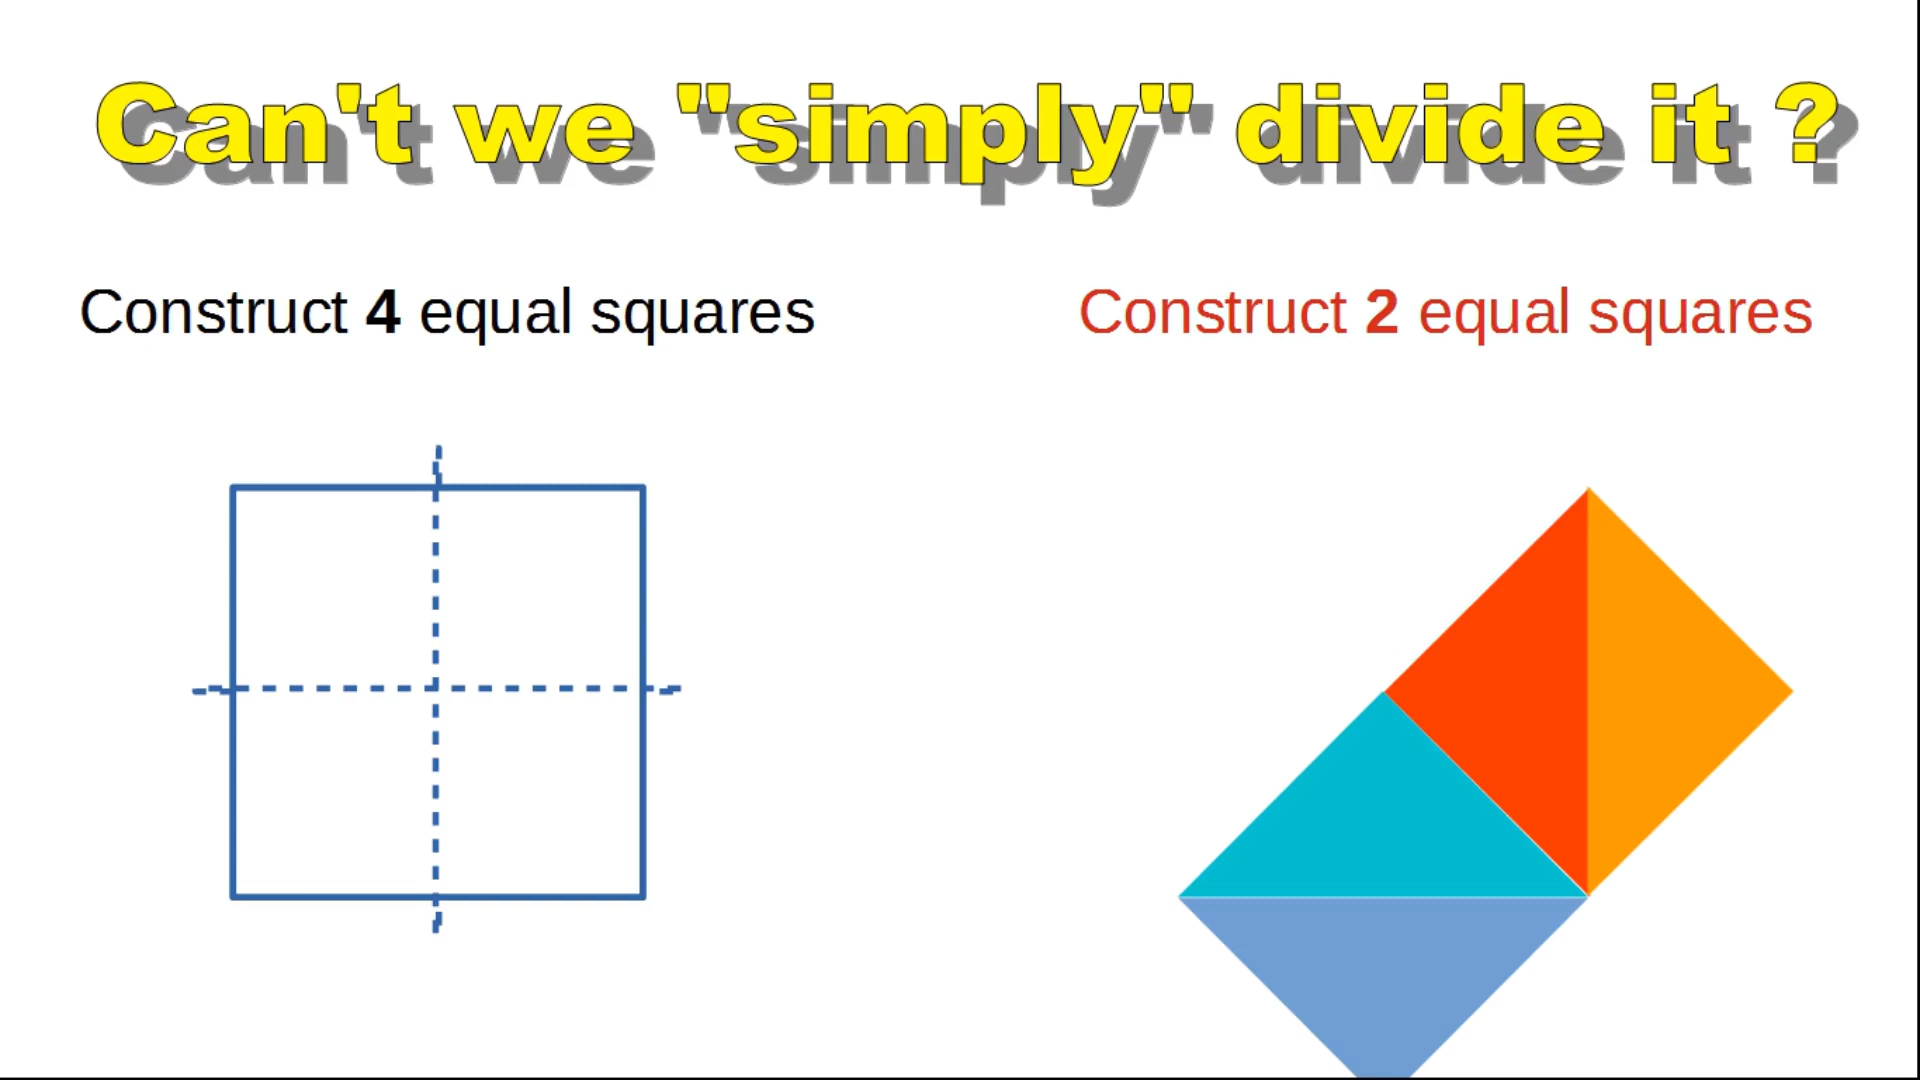 Can't we "simply" divide it ?
Construct 4 equal squares
Construct 2 equal squares